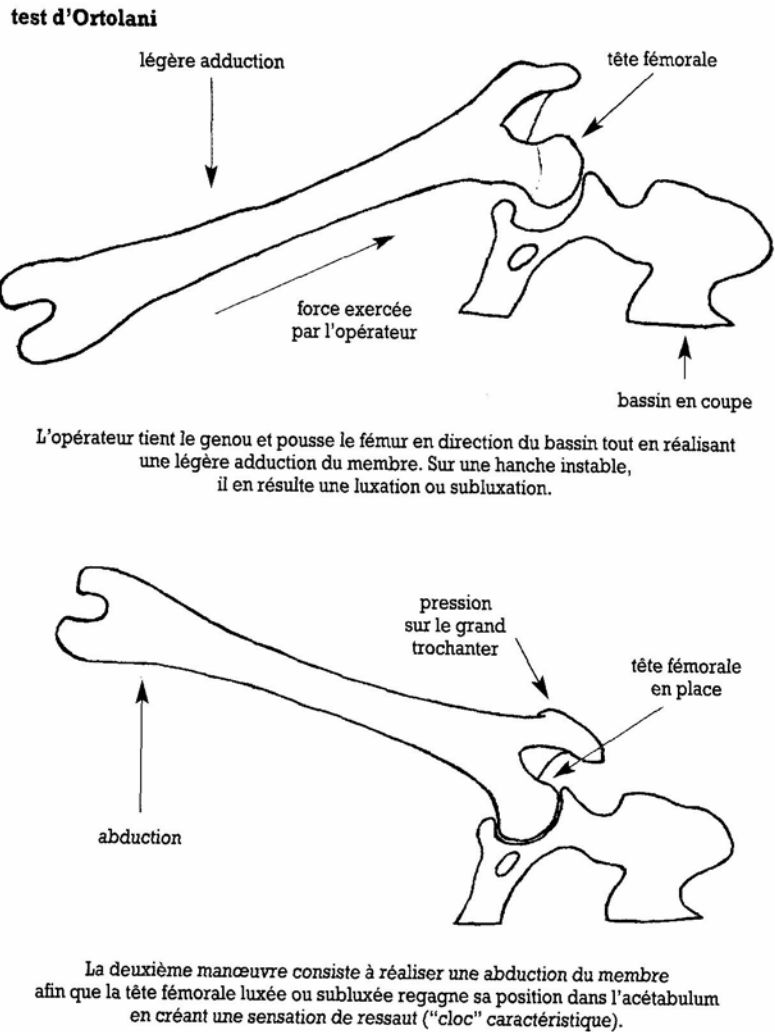 test d'Ortolani
légère adduction
tête fémorale
force exercée
par l'opérateur
bassin en coupe
L'opérateur tient le genou et pousse le fémur en direction du bassin tout en réalisant
une légère adduction du membre. Sur une hanche instable,
il en résulte une luxation ou subluxation.
pression
sur le grand
trochanter
tête fémorale
en place
abduction
La deuxième manœuvre consiste à réaliser une abduction du membre
afin que la tête fémorale luxée ou subluxée regagne sa position dans l'acétabulum
en créant une sensation de ressaut ("cloc" caractéristique).